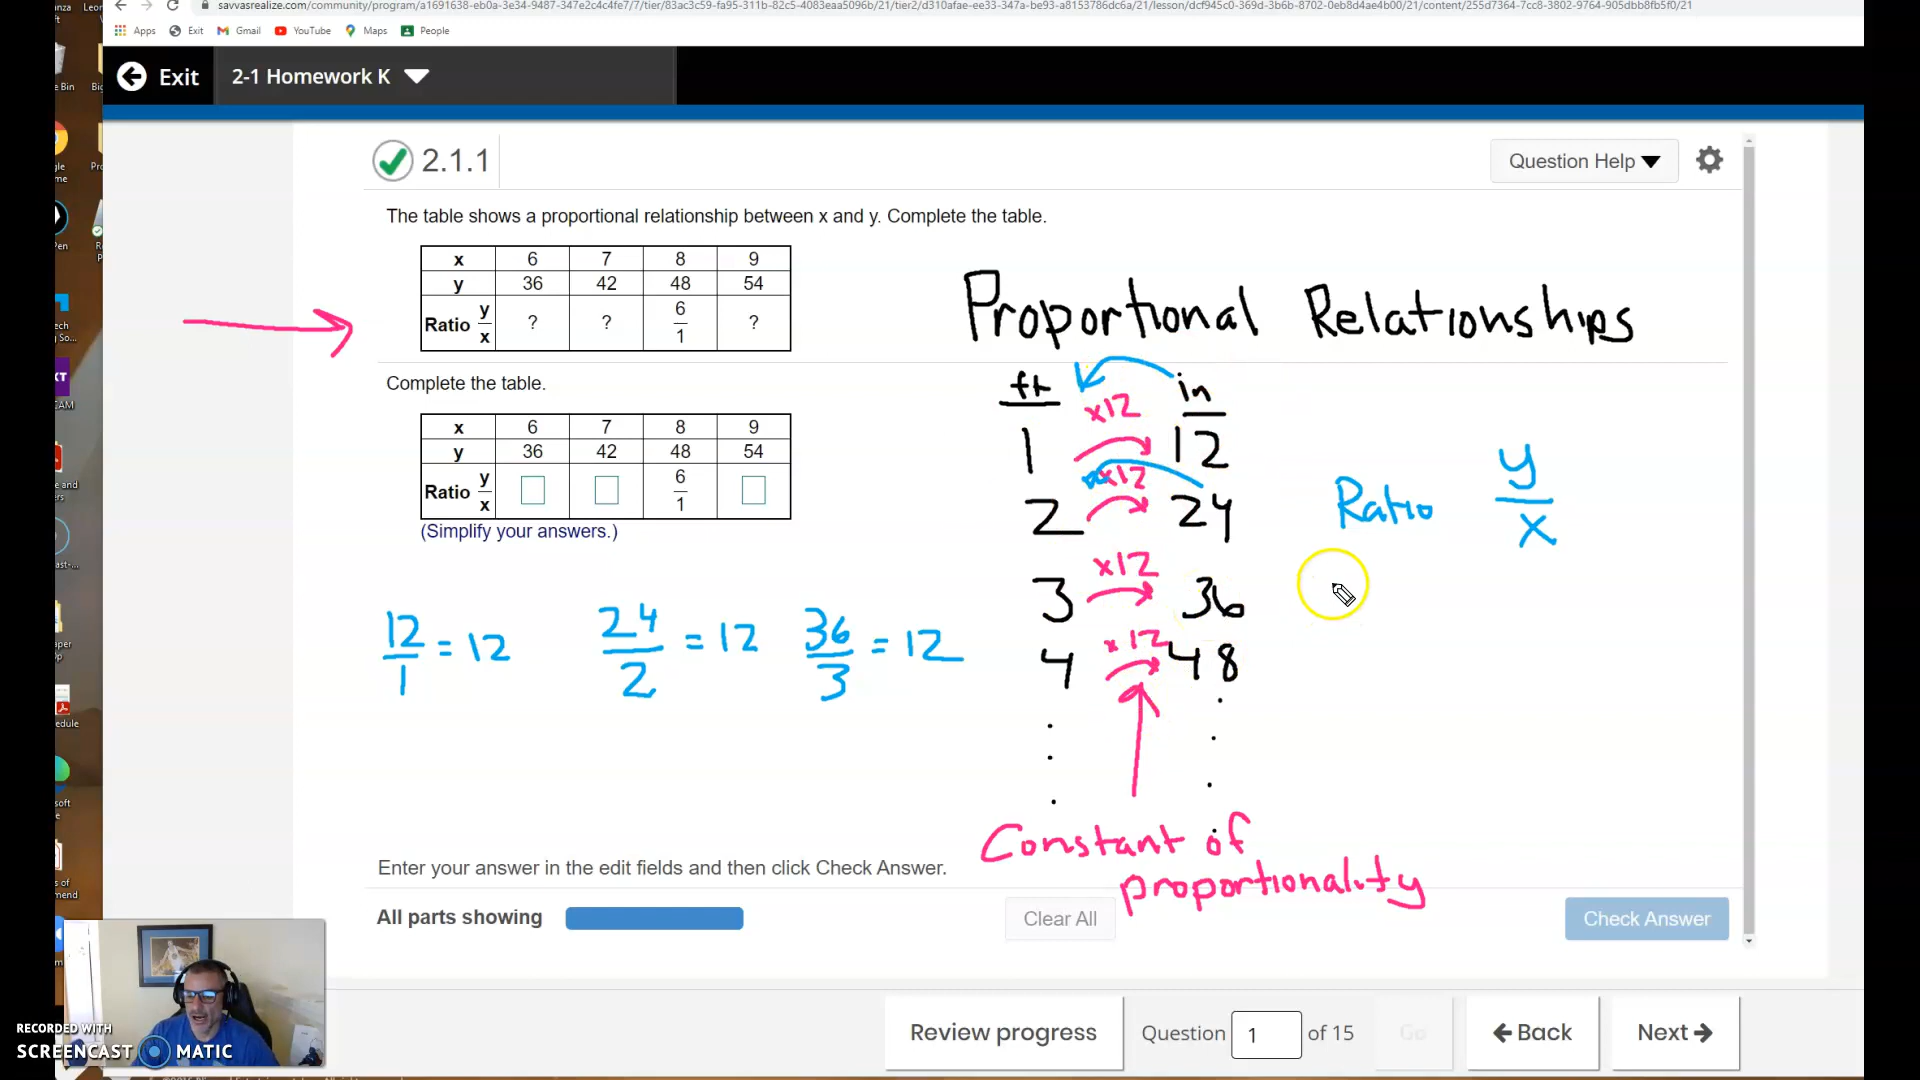 savvasrealize.com/community/program/a1691638-eb0a-3e34-9487-347e2c4c4fe7/7/tier/83ac3c59-fa95-311b-82c5-4083eaa5096b/21/tier2/d310afae-ee33-347a-be93-a8153786dc6a/21/lesson/dcf945c0-369d-3b6b-8702-0eb8d4ae4b00/21/content/255d7364-7cc8-3802-9764-905dbb8fb5f0/21
Apps Exit Gmail YouTube Maps People
Exit 2-1 Homework K
2.1.1
Question Help
The table shows a proportional relationship between x and y. Complete the table.
x 6 7 8 9
y 36 42 48 54
Ratio y/x ? ? 6/1 ?
Complete the table.
x 6 7 8 9
y 36 42 48 54
Ratio y/x 6/1
(Simplify your answers.)
12/1 = 12 24/2 = 12 36/3 = 12
Proportional Relationships
ft in
1 x12 12
2 x12 24
3 x12 36
4 x12 48
Ratio y/x
Constant of
proportionality
Enter your answer in the edit fields and then click Check Answer.
All parts showing
Clear All
Check Answer
Review progress
Question 1 of 15
Go
Back
Next
RECORDED WITH
SCREENCAST MATIC